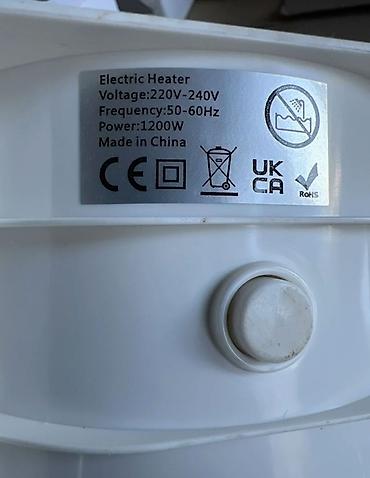 Electric Heater
Voltage:220V-240V
Frequency:50-60Hz
Power:1200W
Made in China
CE
UK
CA
RoHS